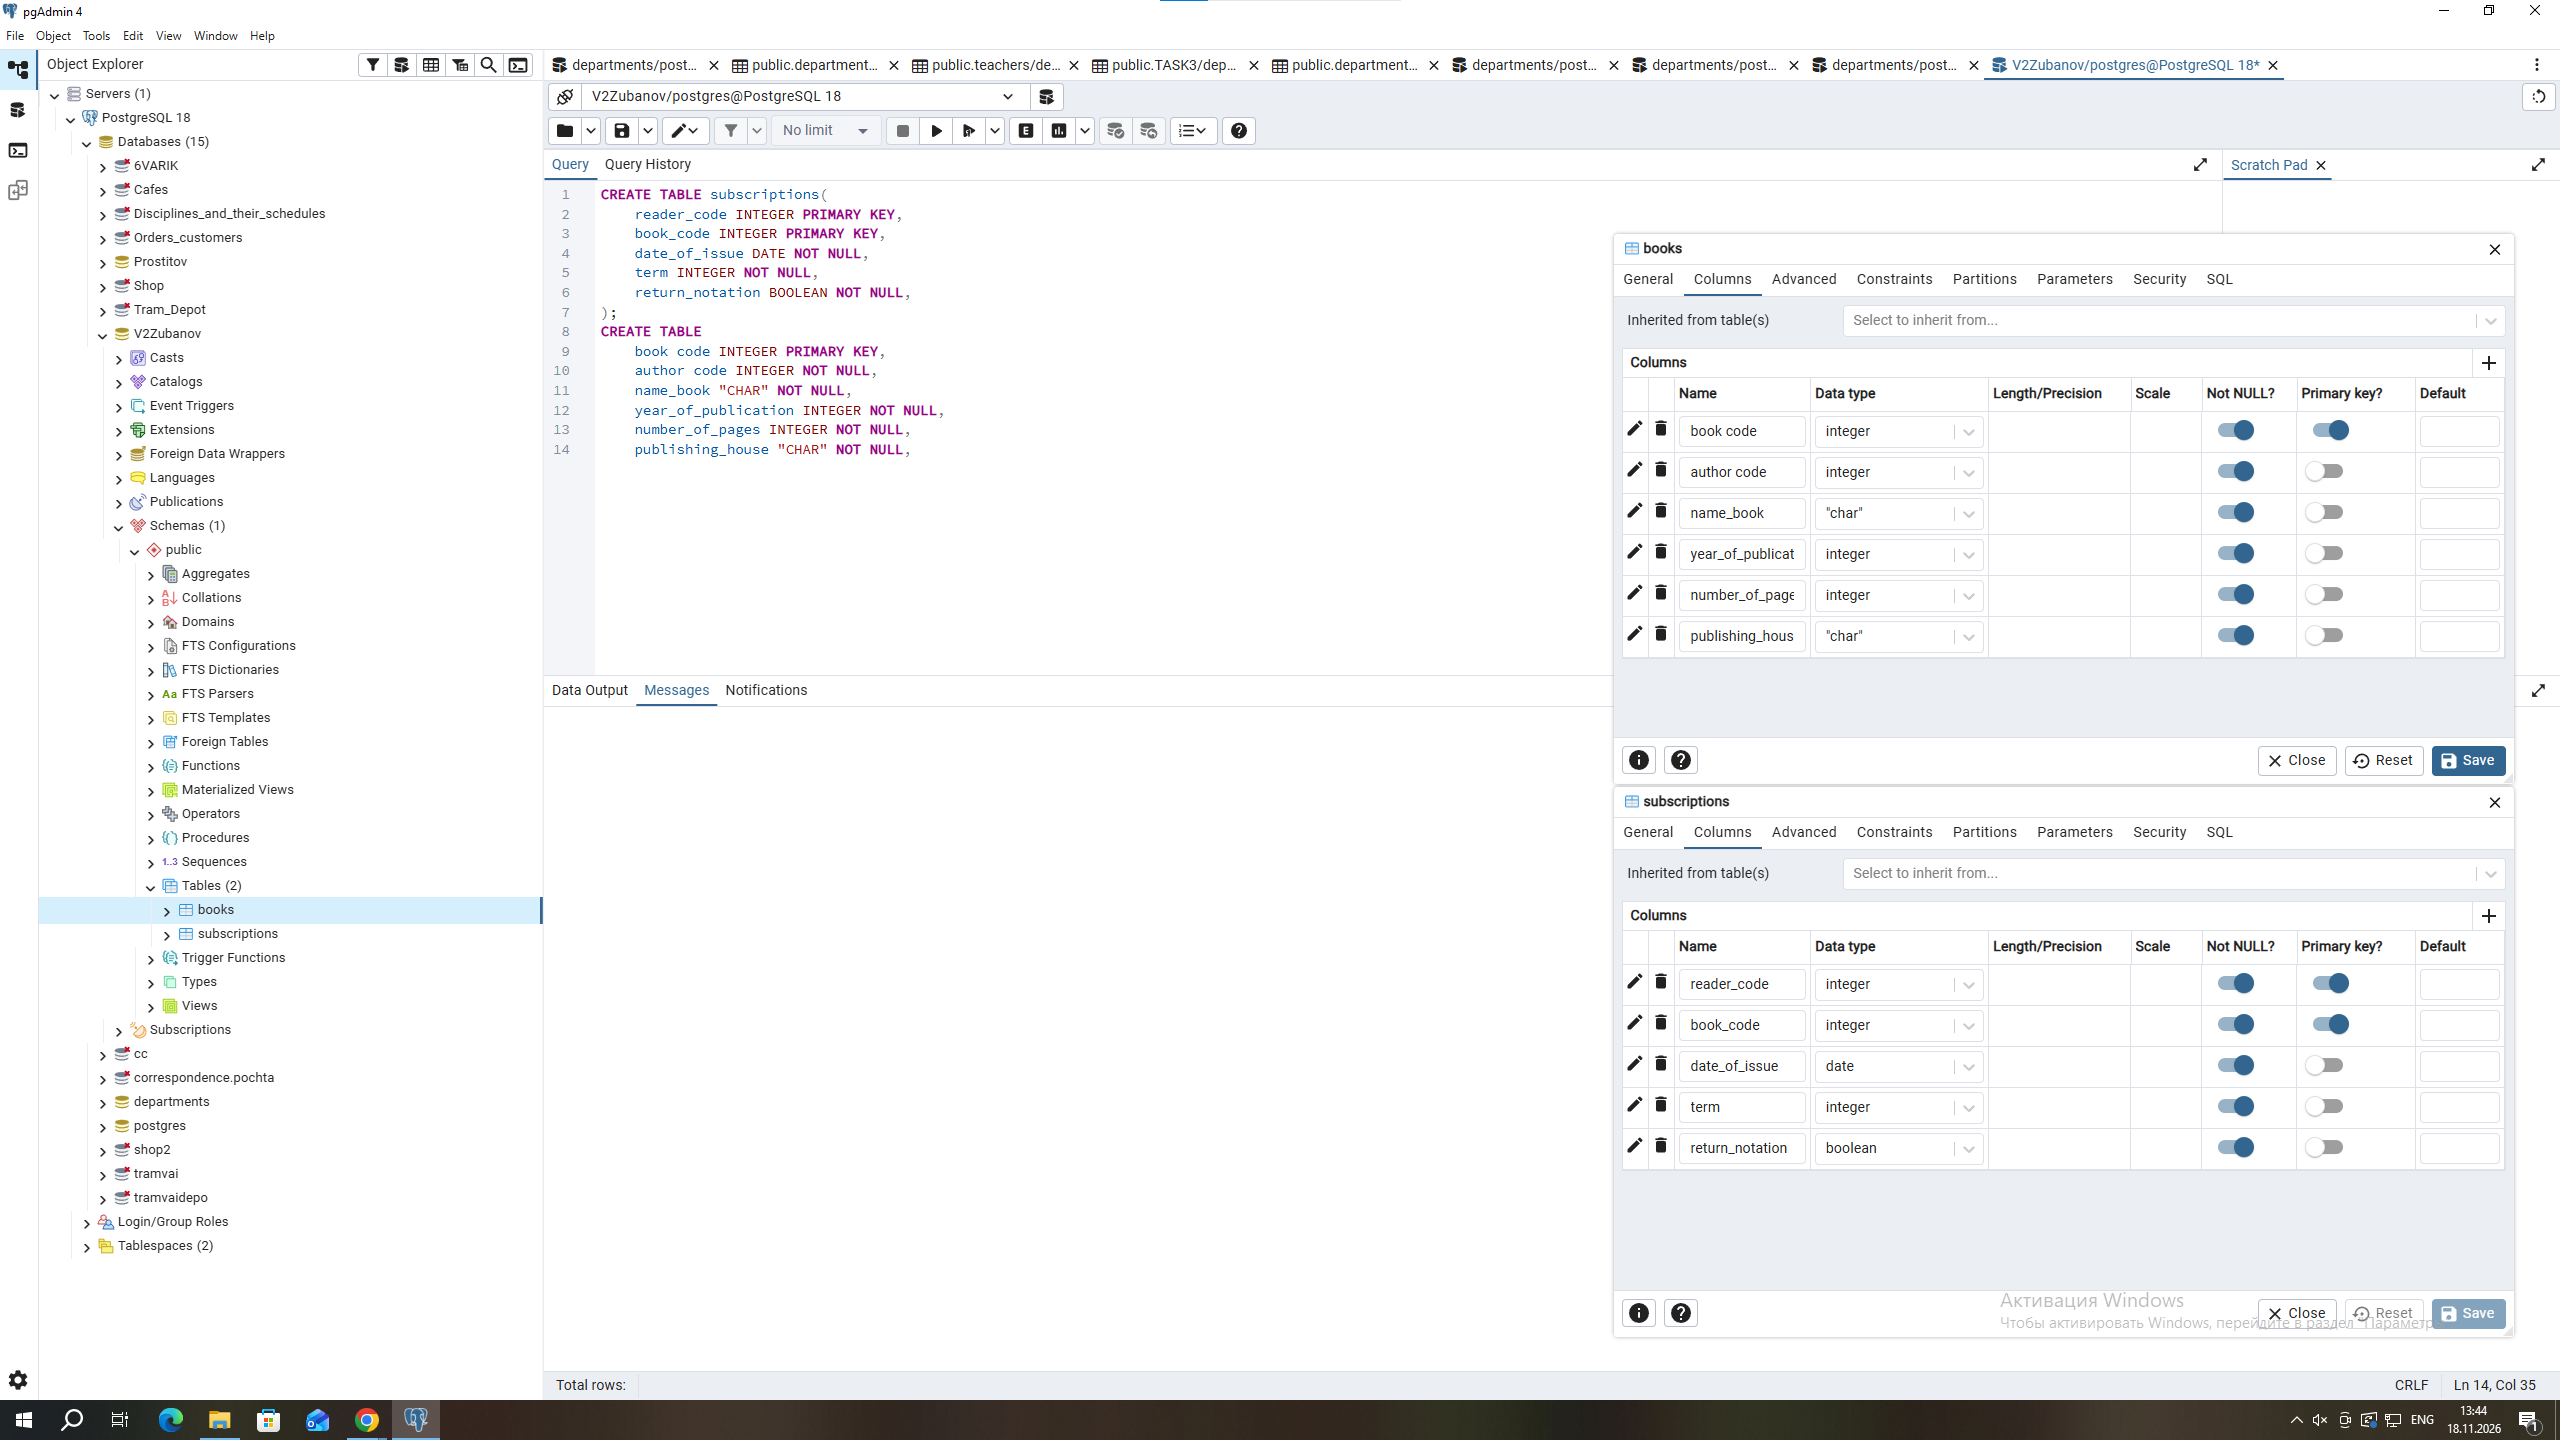 pgAdmin 4
File Object Tools Edit View Window Help
Object Explorer
Servers (1)
PostgreSQL 18
Databases (15)
6VARIK
Cafes
Disciplines_and_their_schedules
Orders_customers
Prostitov
Shop
Tram_Depot
V2Zubanov
Casts
Catalogs
Event Triggers
Extensions
Foreign Data Wrappers
Languages
Publications
Schemas (1)
public
Aggregates
Collations
Domains
FTS Configurations
FTS Dictionaries
Aa FTS Parsers
FTS Templates
Foreign Tables
Functions
Materialized Views
Operators
Procedures
1..3 Sequences
Tables (2)
books
subscriptions
Trigger Functions
Types
Views
Subscriptions
cc
correspondence.pochta
departments
postgres
shop2
tramvai
tramvaidepo
Login/Group Roles
Tablespaces (2)
departments/post... public.department... public.teachers/de... public.TASK3/dep... public.department... departments/post... departments/post... departments/post... V2Zubanov/postgres@PostgreSQL 18*
V2Zubanov/postgres@PostgreSQL 18
No limit E
Query Query History
Scratch Pad
1 CREATE TABLE subscriptions(
2 reader_code INTEGER PRIMARY KEY,
3 book_code INTEGER PRIMARY KEY,
4 date_of_issue DATE NOT NULL,
5 term INTEGER NOT NULL,
6 return_notation BOOLEAN NOT NULL,
7 );
8 CREATE TABLE
9 book code INTEGER PRIMARY KEY,
10 author code INTEGER NOT NULL,
11 name_book "CHAR" NOT NULL,
12 year_of_publication INTEGER NOT NULL,
13 number_of_pages INTEGER NOT NULL,
14 publishing_house "CHAR" NOT NULL,
Data Output Messages Notifications
books
General Columns Advanced Constraints Partitions Parameters Security SQL
Inherited from table(s) Select to inherit from...
Columns
Name Data type Length/Precision Scale Not NULL? Primary key? Default
book code integer
author code integer
name_book "char"
year_of_publicat integer
number_of_page integer
publishing_hous "char"
Close Reset Save
subscriptions
General Columns Advanced Constraints Partitions Parameters Security SQL
Inherited from table(s) Select to inherit from...
Columns
Name Data type Length/Precision Scale Not NULL? Primary key? Default
reader_code integer
book_code integer
date_of_issue date
term integer
return_notation boolean
Активация Windows
Чтобы активировать Windows, перейдите в раздел "Параметр
Close Reset Save
Total rows:
CRLF Ln 14, Col 35
ENG
13:44
18.11.2026
1